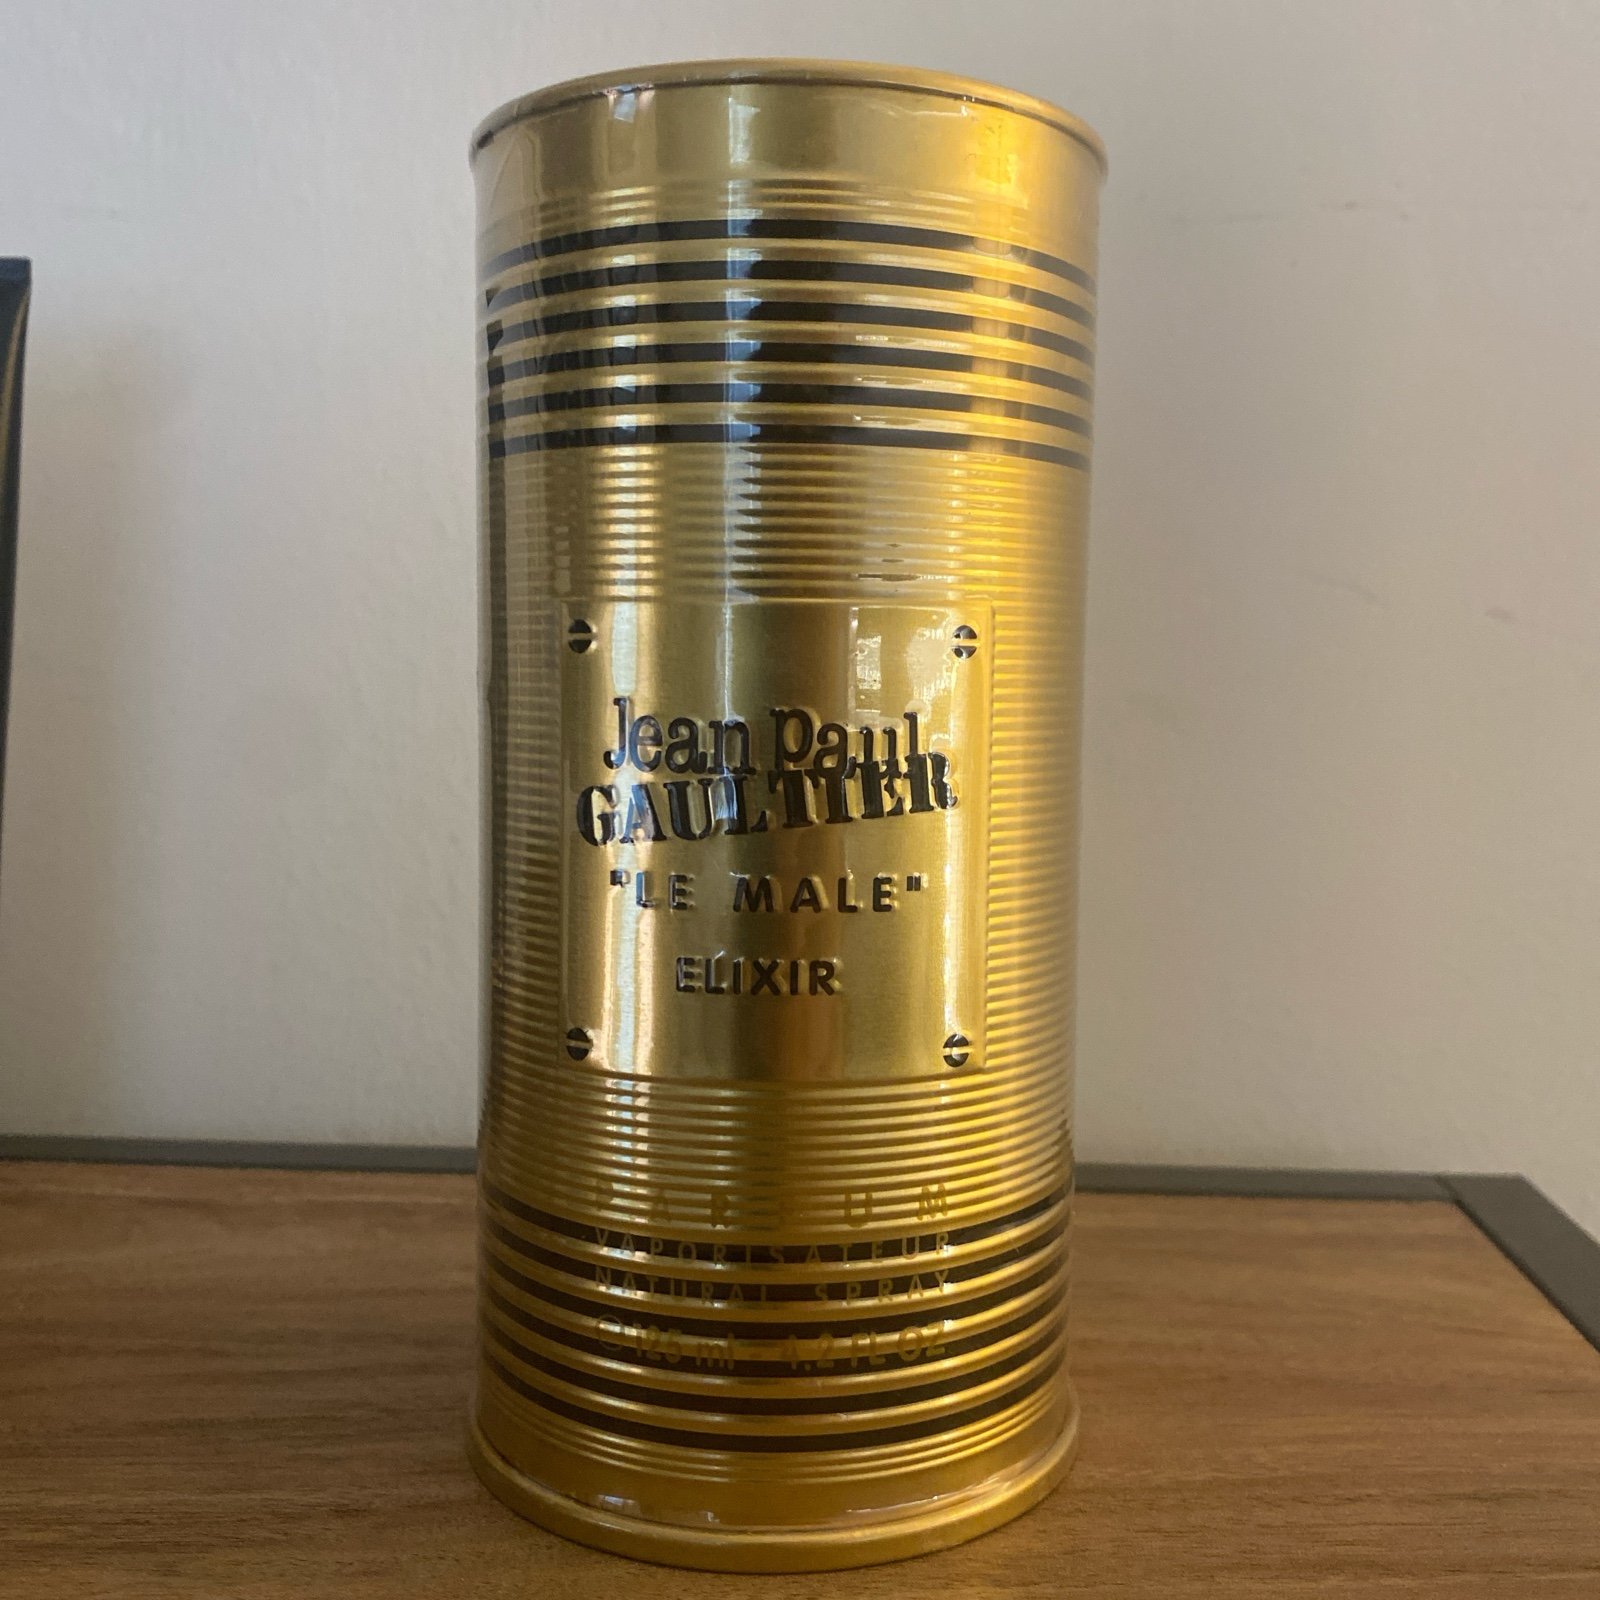 Jean Paul
GAULTIER
"LE MALE"
ELIXIR
PARFUM
VAPORISATEUR
NATURAL SPRAY
℮ 125 ml 4.2 FL OZ